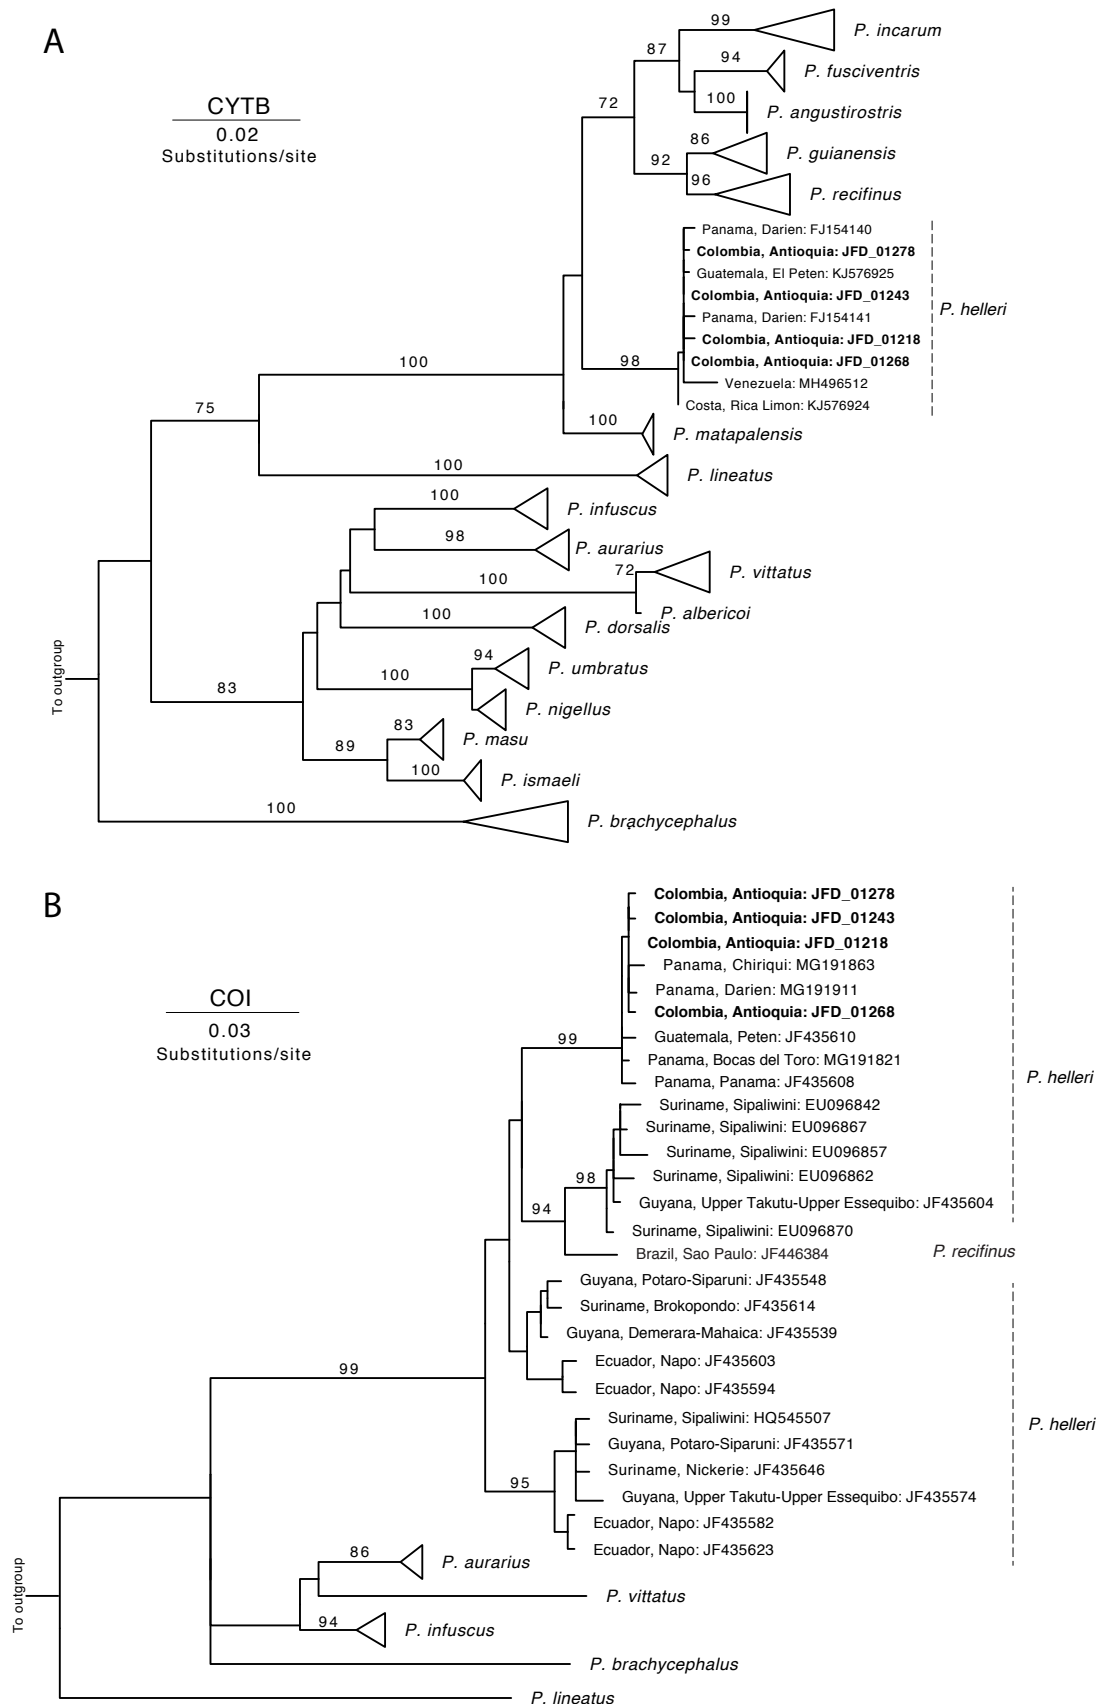 A
CYTB
0.02
Substitutions/site
99
P. incarum
87
94
P. fusciventris
100
P. angustirostris
72
86
P. guianensis
92
96
P. recifinus
Panama, Darien: FJ154140
Colombia, Antioquia: JFD_01278
Guatemala, El Peten: KJ576925
Colombia, Antioquia: JFD_01243
P. helleri
Panama, Darien: FJ154141
Colombia, Antioquia: JFD_01218
98
Colombia, Antioquia: JFD_01268
100
Venezuela: MH496512
Costa, Rica Limon: KJ576924
75
100
P. matapalensis
100
P. lineatus
100
P. infuscus
98
P. aurarius
72
P. vittatus
100
P. albericoi
100
P. dorsalis
94
P. umbratus
100
P. nigellus
To outgroup
83
83
P. masu
89
100
P. ismaeli
100
P. brachycephalus
B
COI
0.03
Substitutions/site
Colombia, Antioquia: JFD_01278
Colombia, Antioquia: JFD_01243
Colombia, Antioquia: JFD_01218
Panama, Chiriqui: MG191863
Panama, Darien: MG191911
Colombia, Antioquia: JFD_01268
99
Guatemala, Peten: JF435610
Panama, Bocas del Toro: MG191821
P. helleri
Panama, Panama: JF435608
Suriname, Sipaliwini: EU096842
Suriname, Sipaliwini: EU096867
Suriname, Sipaliwini: EU096857
98
Suriname, Sipaliwini: EU096862
94
Guyana, Upper Takutu-Upper Essequibo: JF435604
Suriname, Sipaliwini: EU096870
Brazil, Sao Paulo: JF446384
P. recifinus
Guyana, Potaro-Siparuni: JF435548
Suriname, Brokopondo: JF435614
Guyana, Demerara-Mahaica: JF435539
Ecuador, Napo: JF435603
99
Ecuador, Napo: JF435594
Suriname, Sipaliwini: HQ545507
P. helleri
Guyana, Potaro-Siparuni: JF435571
Suriname, Nickerie: JF435646
95
Guyana, Upper Takutu-Upper Essequibo: JF435574
Ecuador, Napo: JF435582
Ecuador, Napo: JF435623
86
P. aurarius
To outgroup
P. vittatus
94
P. infuscus
P. brachycephalus
P. lineatus